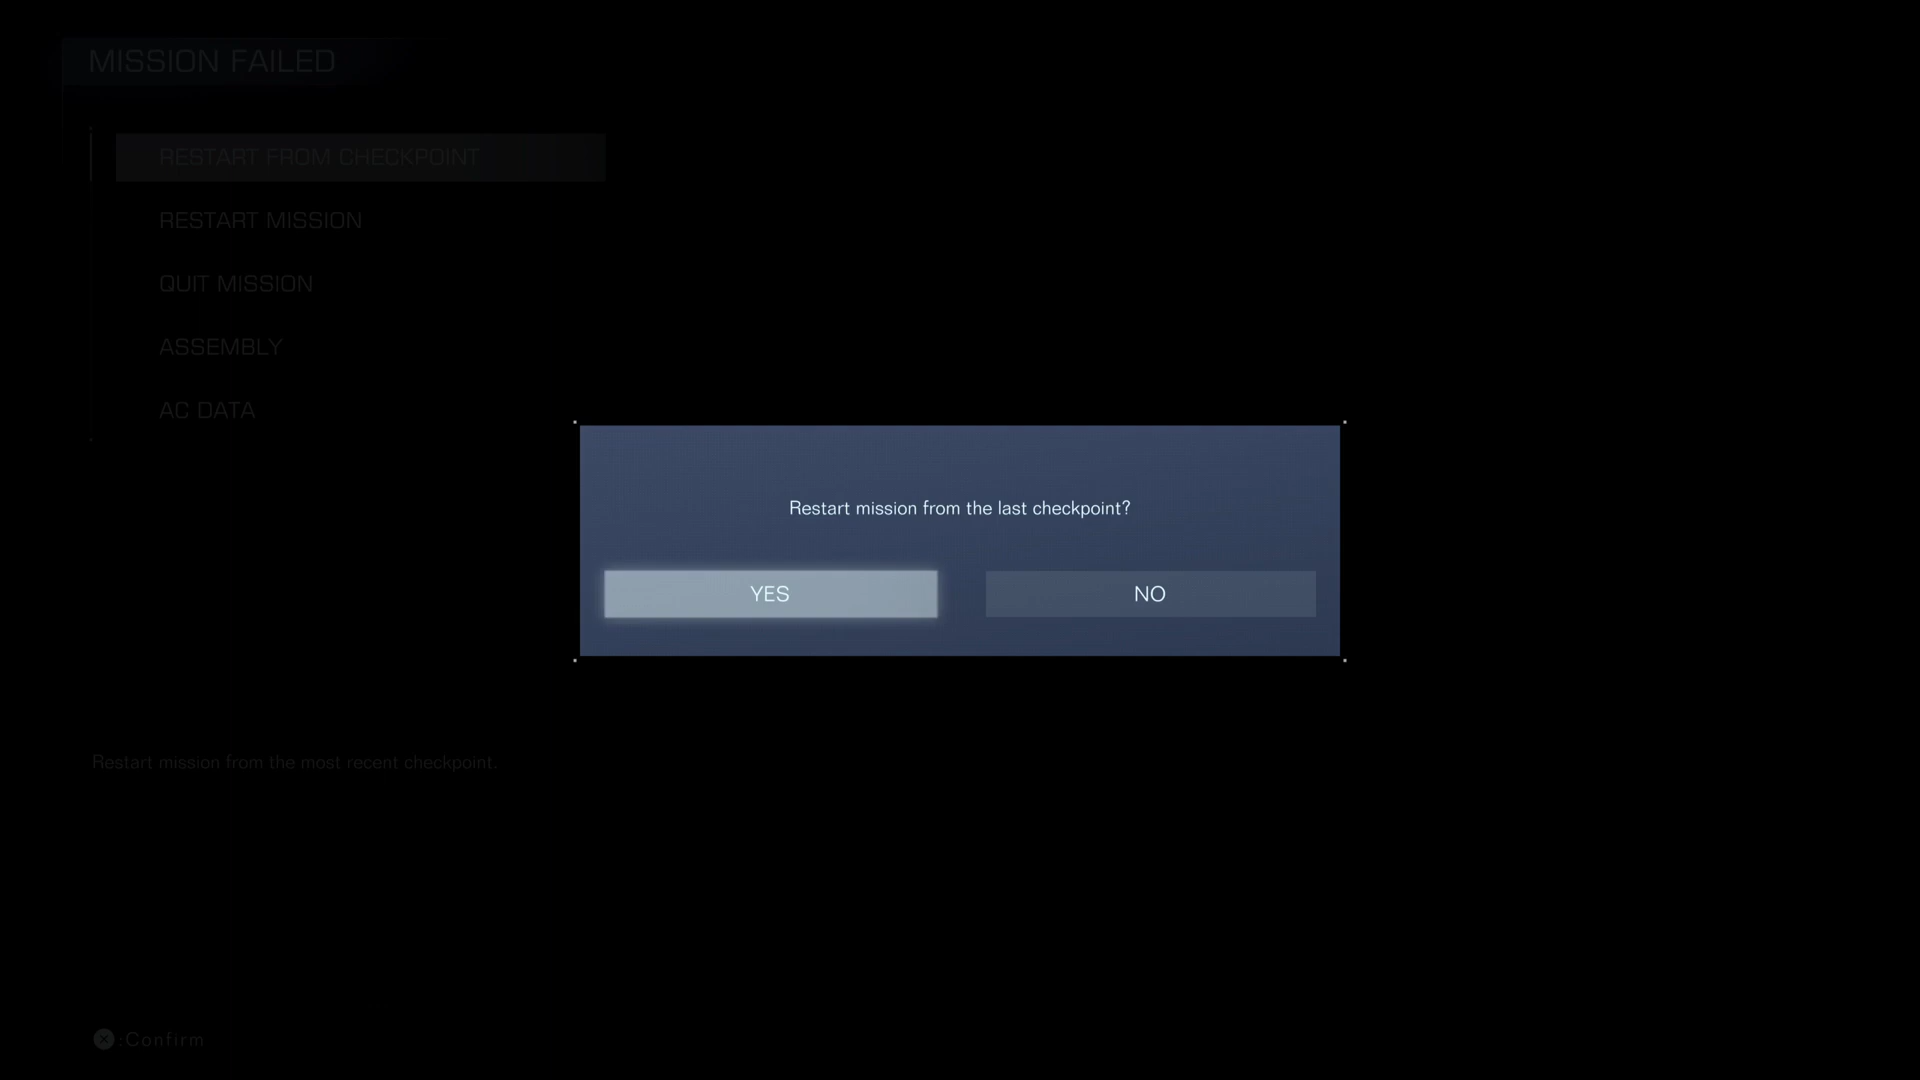 MISSION FAILED
RESTART FROM CHECKPOINT
RESTART MISSION
QUIT MISSION
ASSEMBLY
AC DATA
Restart mission from the last checkpoint?
YES NO
Restart mission from the most recent checkpoint.
:Confirm